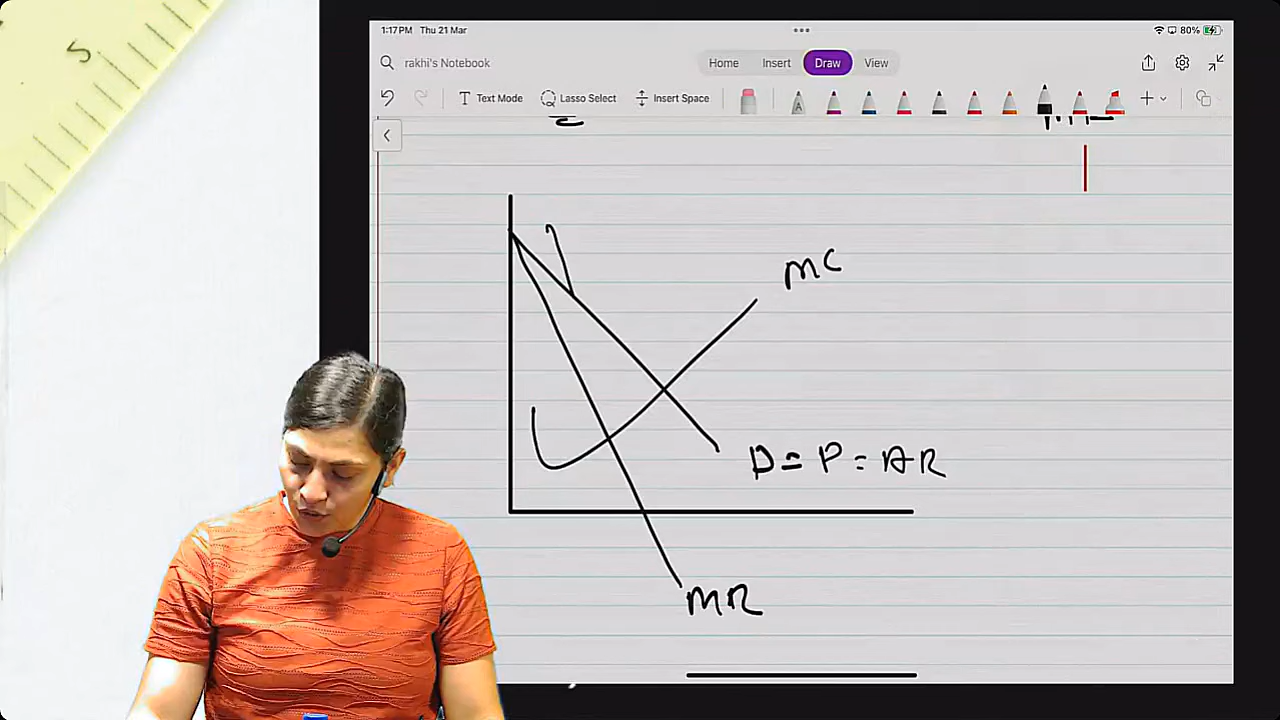 5
1:17 PM Thu 21 Mar
80%
rakhi's Notebook
Home Insert Draw View
Text Mode Lasso Select Insert Space
MC
D = P = AR
MR